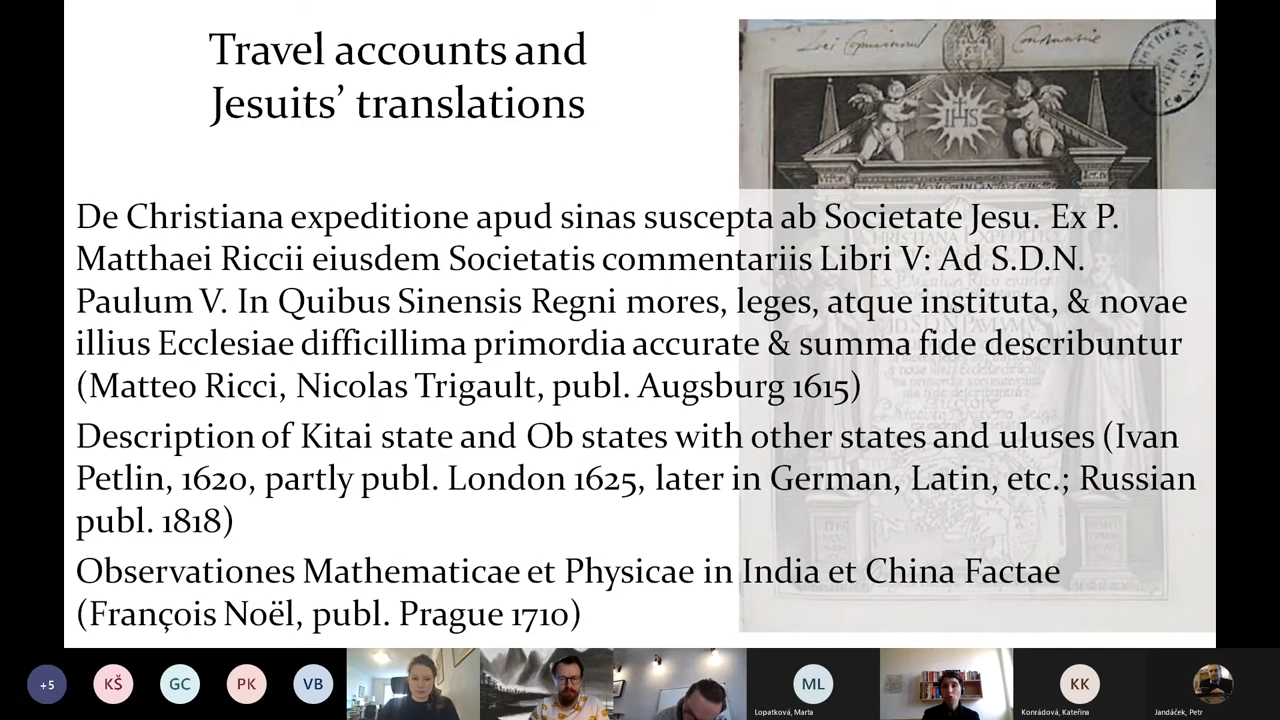 Travel accounts and
Jesuits’ translations
IHS
De Christiana expeditione apud sinas suscepta ab Societate Jesu. Ex P.
Matthaei Riccii eiusdem Societatis commentariis Libri V: Ad S.D.N.
Paulum V. In Quibus Sinensis Regni mores, leges, atque instituta, & novae
illius Ecclesiae difficillima primordia accurate & summa fide describuntur
(Matteo Ricci, Nicolas Trigault, publ. Augsburg 1615)
Description of Kitai state and Ob states with other states and uluses (Ivan
Petlin, 1620, partly publ. London 1625, later in German, Latin, etc.; Russian
publ. 1818)
Observationes Mathematicae et Physicae in India et China Factae
(François Noël, publ. Prague 1710)
+5
KŠ
GC
PK
VB
ML
KK
Lopatková, Marta
Konrádová, Kateřina
Jandáček, Petr